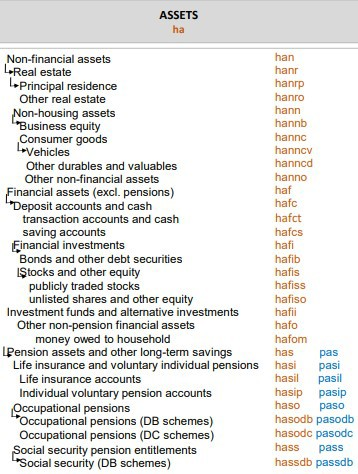 ASSETS
ha
Non-financial assets han
Real estate hanr
Principal residence hanrp
Other real estate hanro
Non-housing assets hann
Business equity hannb
Consumer goods hannc
Vehicles hanncv
Other durables and valuables hanncd
Other non-financial assets hanno
Financial assets (excl. pensions) haf
Deposit accounts and cash hafc
transaction accounts and cash hafct
saving accounts hafcs
Financial investments hafi
Bonds and other debt securities hafib
Stocks and other equity hafis
publicly traded stocks hafiss
unlisted shares and other equity hafiso
Investment funds and alternative investments hafii
Other non-pension financial assets hafo
money owed to household hafom
Pension assets and other long-term savings has pas
Life insurance and voluntary individual pensions hasi pasi
Life insurance accounts hasil pasil
Individual voluntary pension accounts hasip pasip
Occupational pensions haso paso
Occupational pensions (DB schemes) hasodb pasodb
Occupational pensions (DC schemes) hasodc pasodc
Social security pension entitlements hass pass
Social security (DB schemes) hassdb passdb